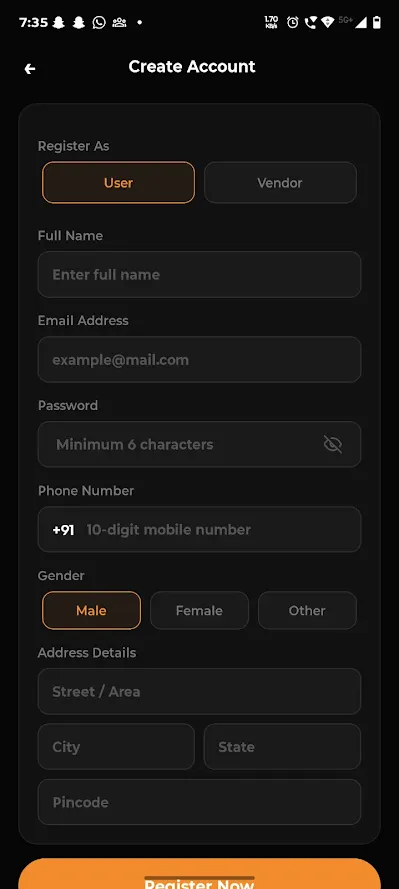 7:35 1.70 KB/s 5G+
Create Account
Register As
User Vendor
Full Name
Enter full name
Email Address
example@mail.com
Password
Minimum 6 characters
Phone Number
+91 10-digit mobile number
Gender
Male Female Other
Address Details
Street / Area
City State
Pincode
Register Now